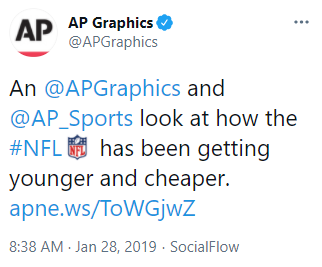 AP
AP Graphics
@APGraphics
An @APGraphics and
@AP_Sports look at how the
#NFL NFL has been getting
younger and cheaper.
apne.ws/ToWGjwZ
8:38 AM · Jan 28, 2019 · SocialFlow